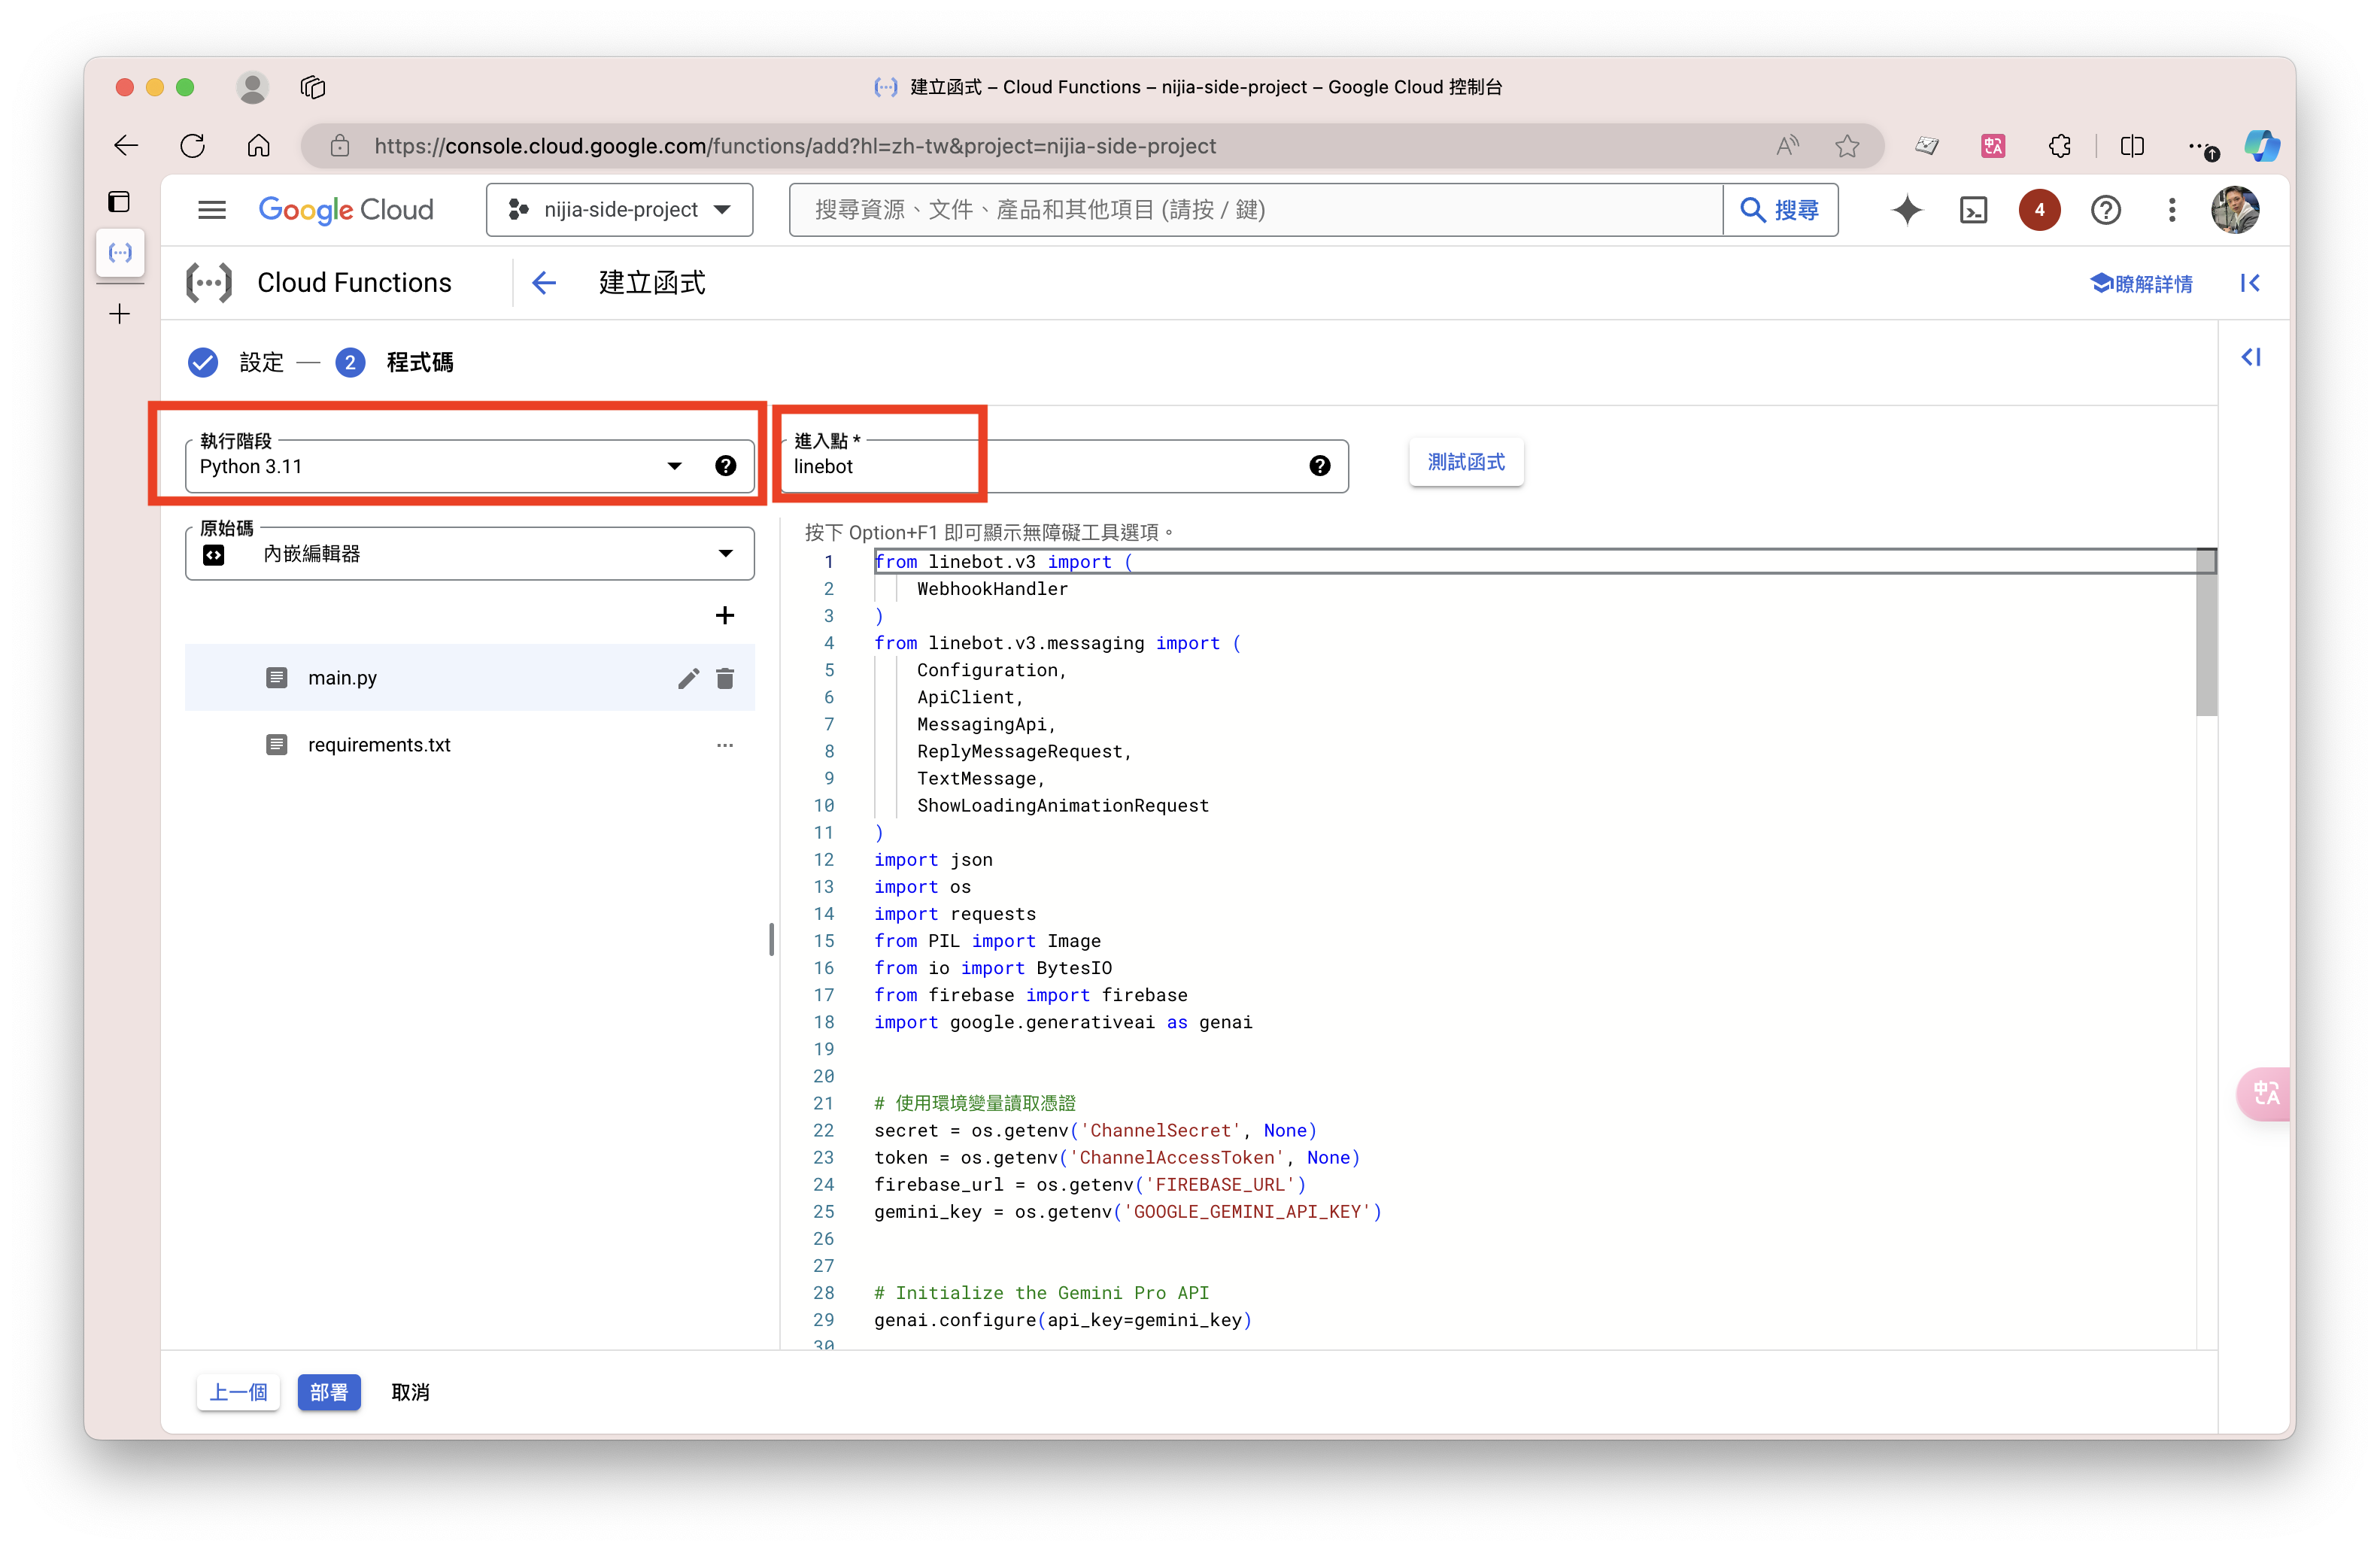 建立函式 – Cloud Functions – nijia-side-project – Google Cloud 控制台
https://console.cloud.google.com/functions/add?hl=zh-tw&project=nijia-side-project
Google Cloud
nijia-side-project
搜尋資源、文件、產品和其他項目 (請按 / 鍵)
搜尋
4
Cloud Functions
建立函式
瞭解詳情
設定
2
程式碼
執行階段
Python 3.11
進入點 *
linebot
測試函式
原始碼
內嵌編輯器
main.py
requirements.txt
按下 Option+F1 即可顯示無障礙工具選項。
1 from linebot.v3 import (
2 WebhookHandler
3 )
4 from linebot.v3.messaging import (
5 Configuration,
6 ApiClient,
7 MessagingApi,
8 ReplyMessageRequest,
9 TextMessage,
10 ShowLoadingAnimationRequest
11 )
12 import json
13 import os
14 import requests
15 from PIL import Image
16 from io import BytesIO
17 from firebase import firebase
18 import google.generativeai as genai
19
20
21 # 使用環境變量讀取憑證
22 secret = os.getenv('ChannelSecret', None)
23 token = os.getenv('ChannelAccessToken', None)
24 firebase_url = os.getenv('FIREBASE_URL')
25 gemini_key = os.getenv('GOOGLE_GEMINI_API_KEY')
26
27
28 # Initialize the Gemini Pro API
29 genai.configure(api_key=gemini_key)
30
上一個
部署
取消